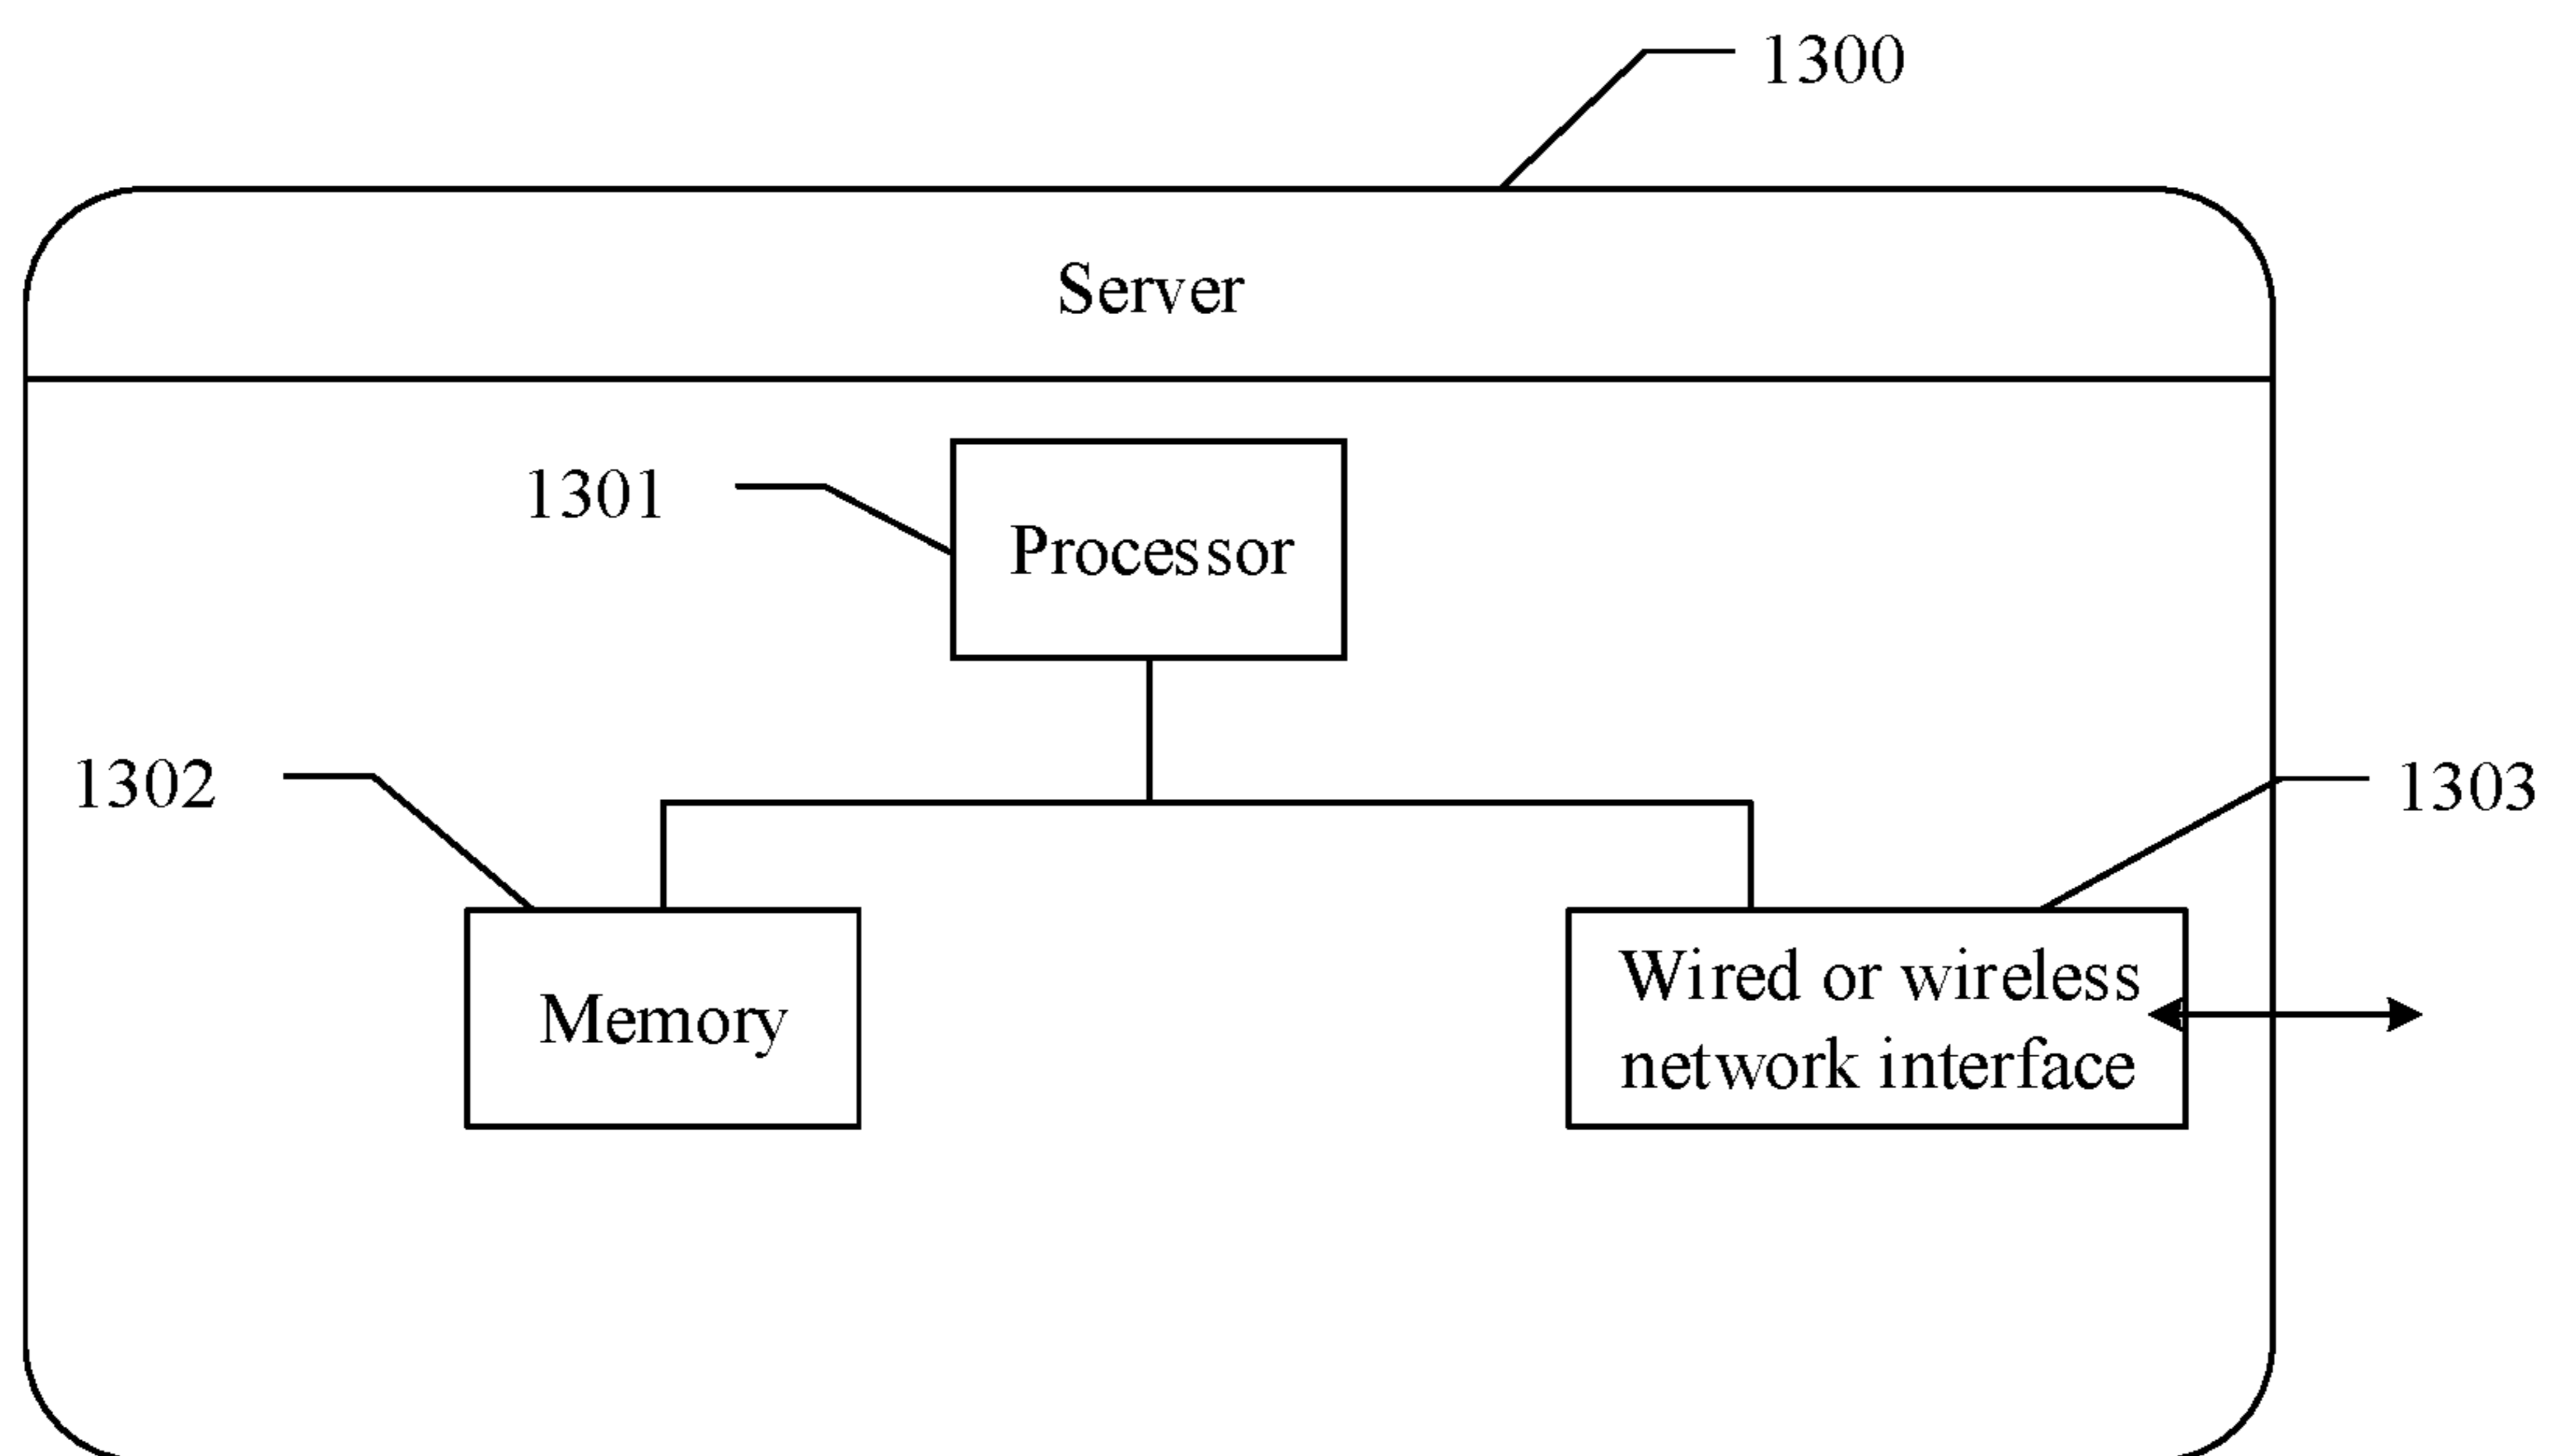 1300
Server
1301
Processor
1302
1303
Memory
Wired or wireless
network interface